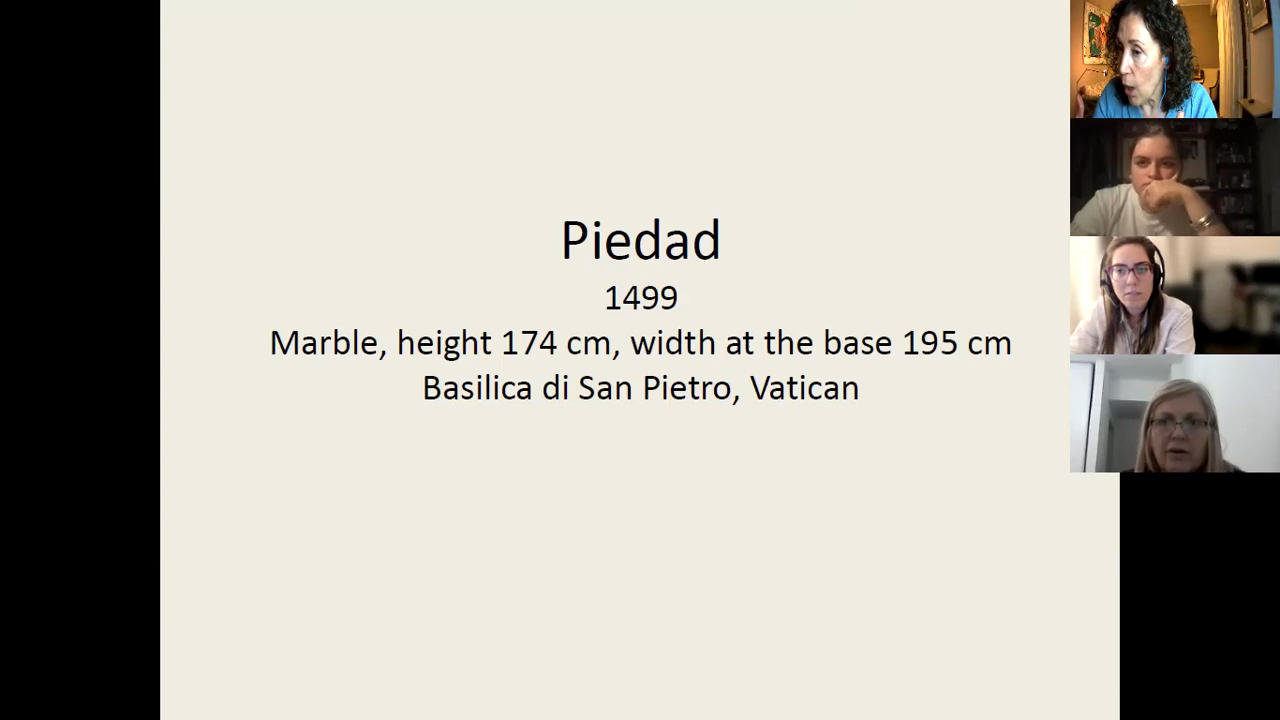 Piedad
1499
Marble, height 174 cm, width at the base 195 cm
Basilica di San Pietro, Vatican